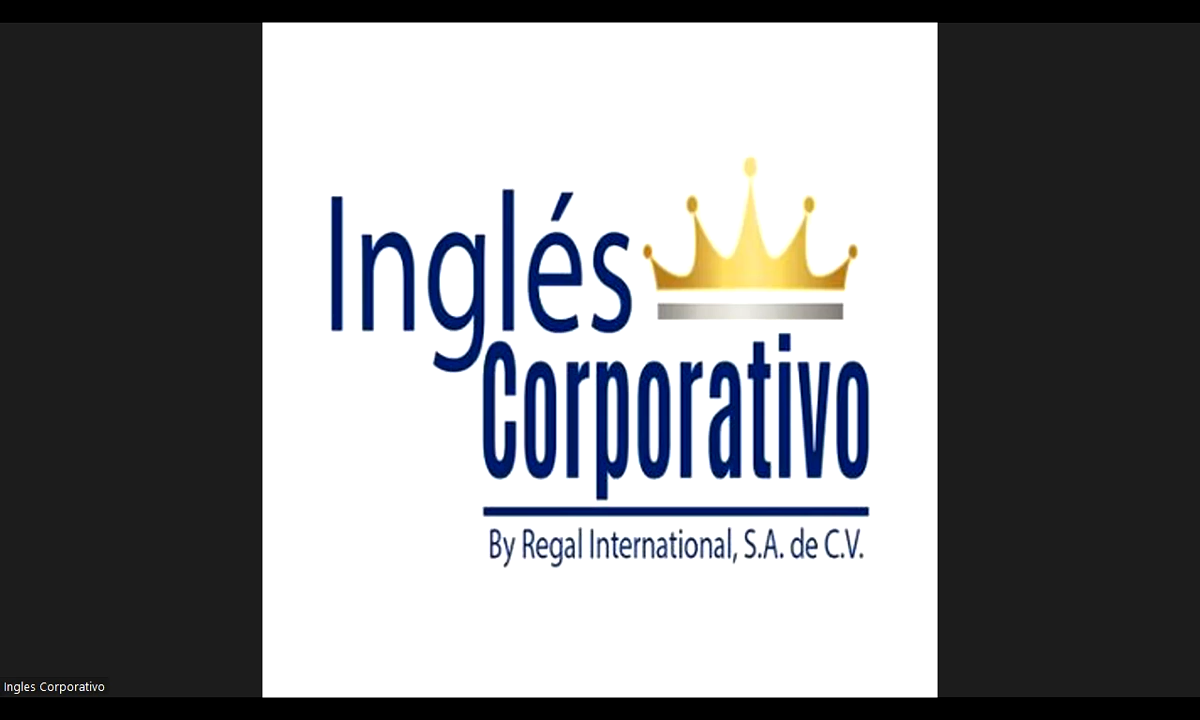 Inglés
Corporativo
By Regal International, S.A. de C.V.
Ingles Corporativo